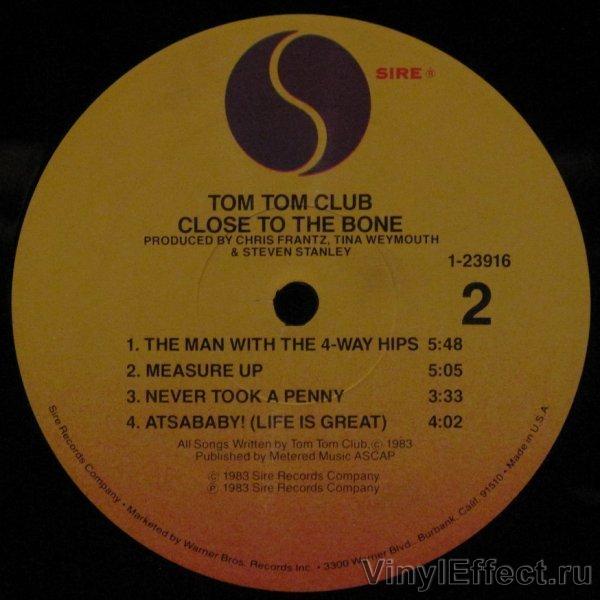 SIRE ®
TOM TOM CLUB
CLOSE TO THE BONE
PRODUCED BY CHRIS FRANTZ, TINA WEYMOUTH
& STEVEN STANLEY
1-23916
2
1. THE MAN WITH THE 4-WAY HIPS 5:48
2. MEASURE UP 5:05
3. NEVER TOOK A PENNY 3:33
4. ATSABABY! (LIFE IS GREAT) 4:02
All Songs Written by Tom Tom Club, © 1983
Published by Metered Music ASCAP
© 1983 Sire Records Company
℗ 1983 Sire Records Company
Sire Records Company • Marketed by Warner Bros. Records Inc. • 3300 Warner Blvd., Burbank, Calif. 91510 • Made in U.S.A
VinylEffect.ru